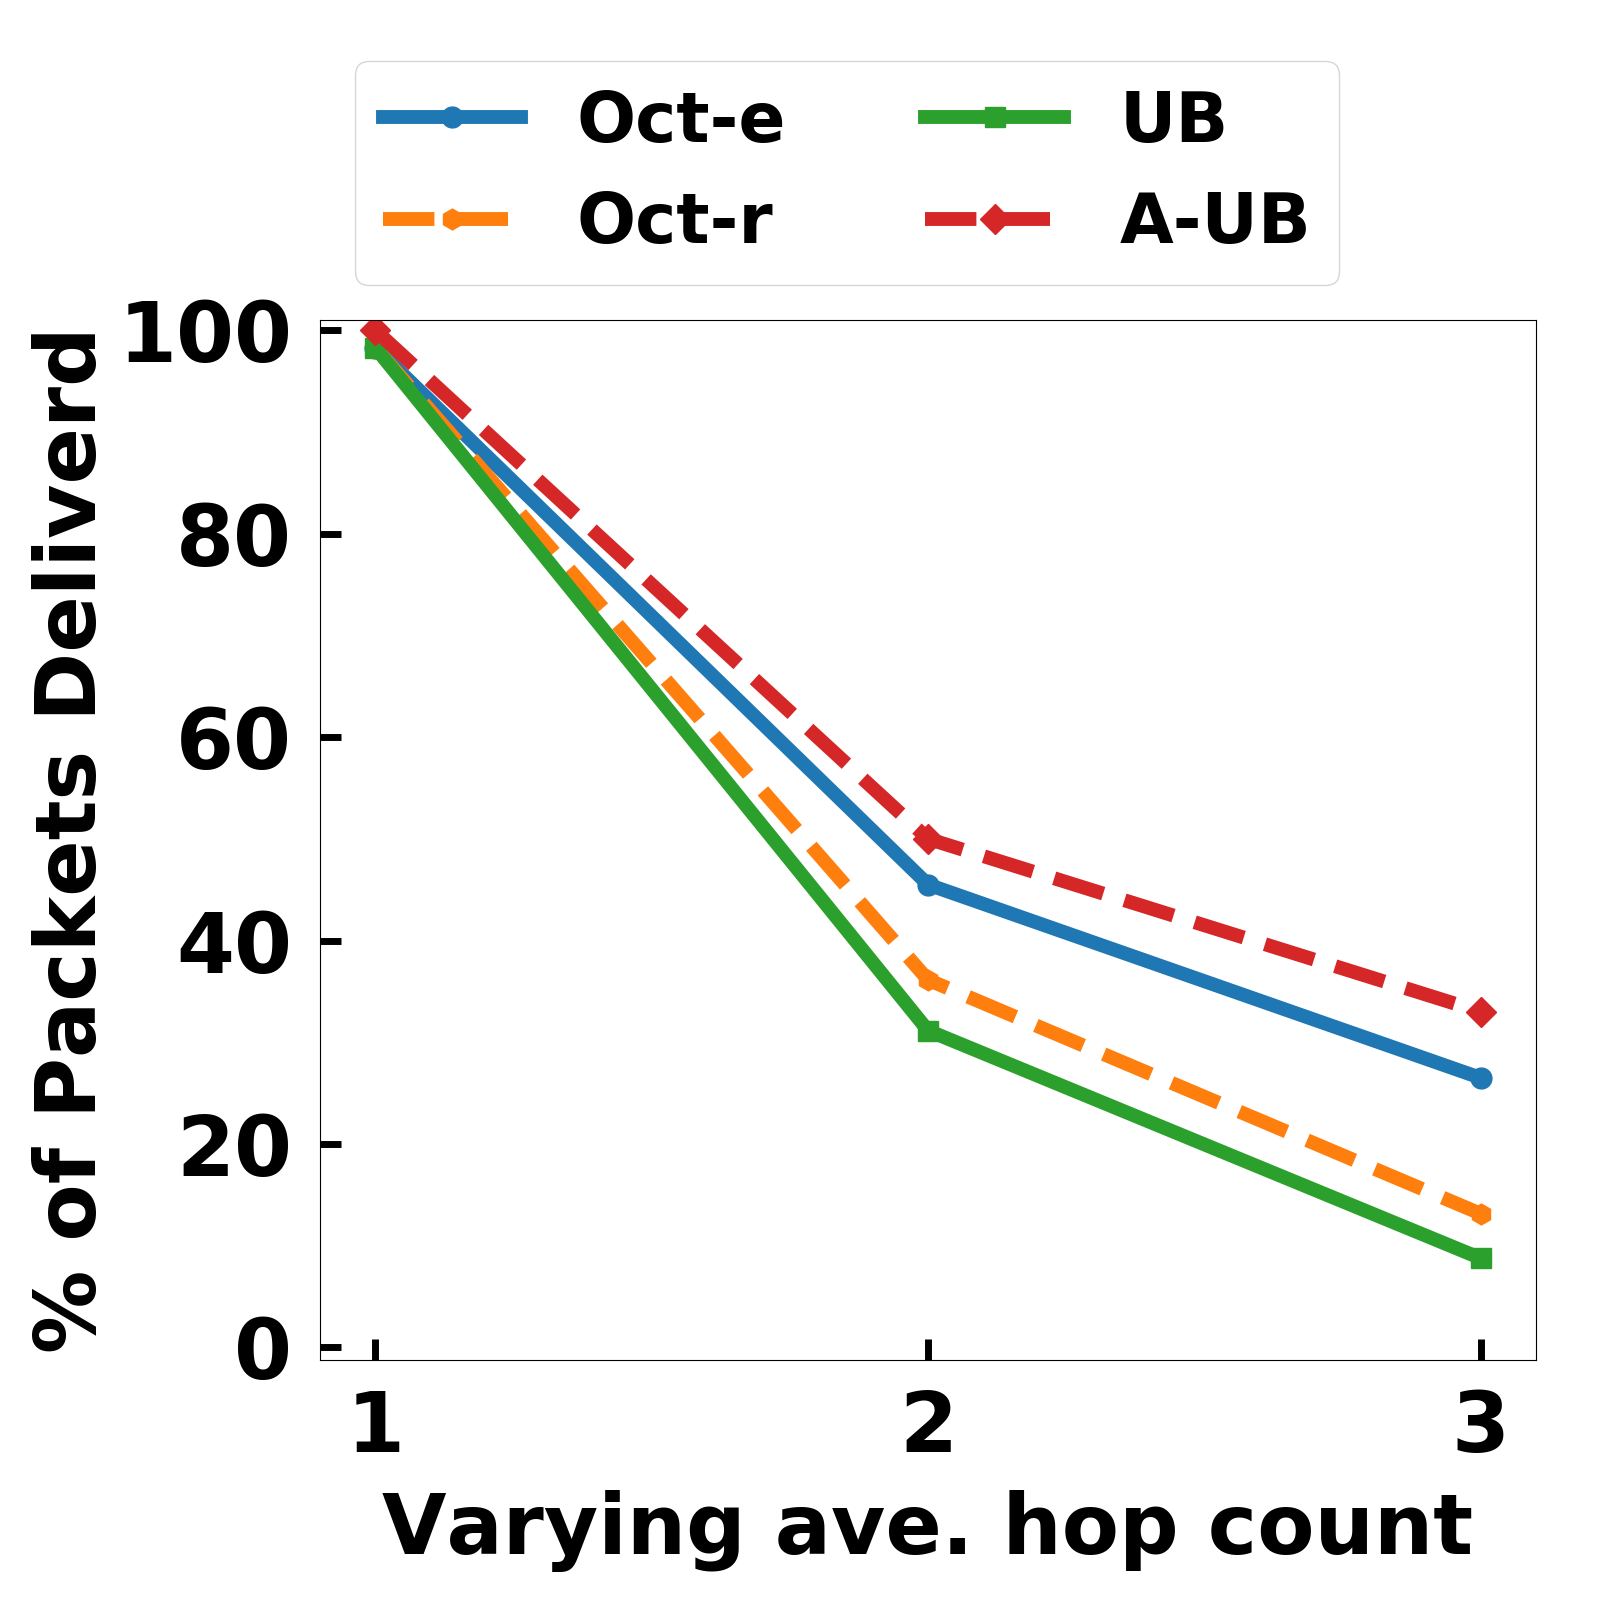 Oct-e
Oct-r
UB
A-UB
% of Packets Deliverd
100
80
60
40
20
0
1
2
3
Varying ave. hop count